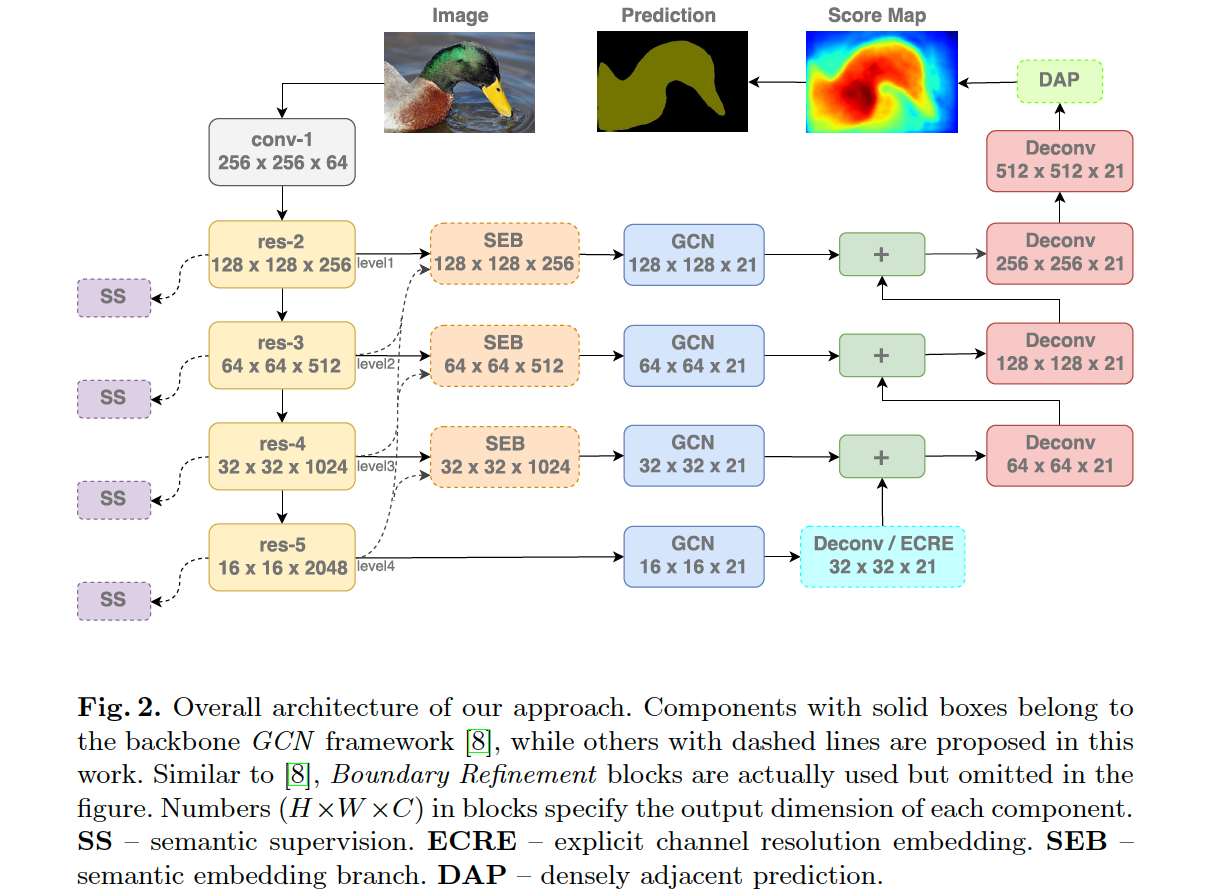 Image
Prediction
Score Map
DAP
conv-1
256 x 256 x 64
Deconv
512 x 512 x 21
res-2
128 x 128 x 256
level1
SEB
128 x 128 x 256
GCN
128 x 128 x 21
+
Deconv
256 x 256 x 21
SS
res-3
64 x 64 x 512
level2
SEB
64 x 64 x 512
GCN
64 x 64 x 21
+
Deconv
128 x 128 x 21
SS
res-4
32 x 32 x 1024
level3
SEB
32 x 32 x 1024
GCN
32 x 32 x 21
+
Deconv
64 x 64 x 21
SS
res-5
16 x 16 x 2048
level4
GCN
16 x 16 x 21
Deconv / ECRE
32 x 32 x 21
SS
Fig. 2. Overall architecture of our approach. Components with solid boxes belong to
the backbone GCN framework [8], while others with dashed lines are proposed in this
work. Similar to [8], Boundary Refinement blocks are actually used but omitted in the
figure. Numbers (H×W×C) in blocks specify the output dimension of each component.
SS – semantic supervision. ECRE – explicit channel resolution embedding. SEB –
semantic embedding branch. DAP – densely adjacent prediction.